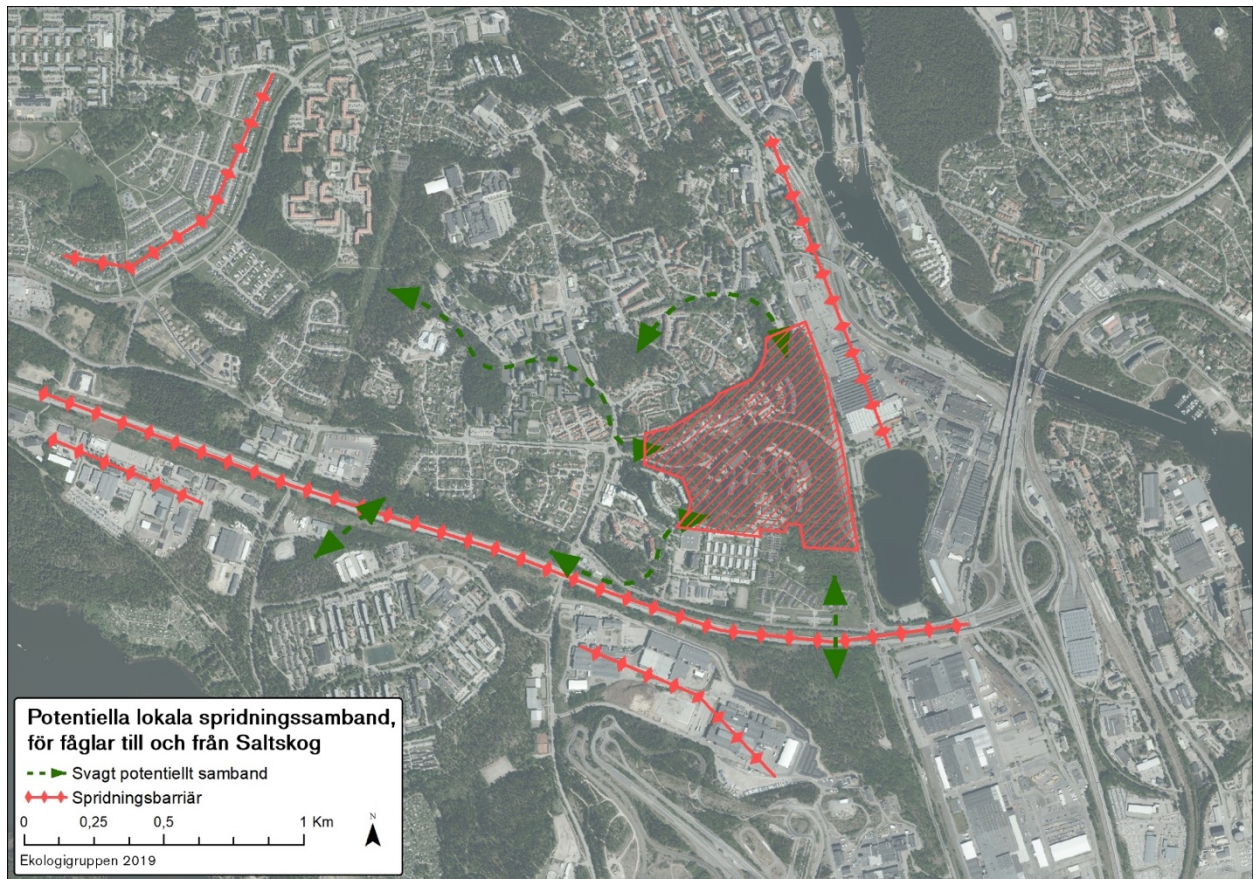 Potentiella lokala spridningssamband,
för fåglar till och från Saltskog
Svagt potentiellt samband
Spridningsbarriär
0 0,25 0,5 1 Km
N
Ekologigruppen 2019